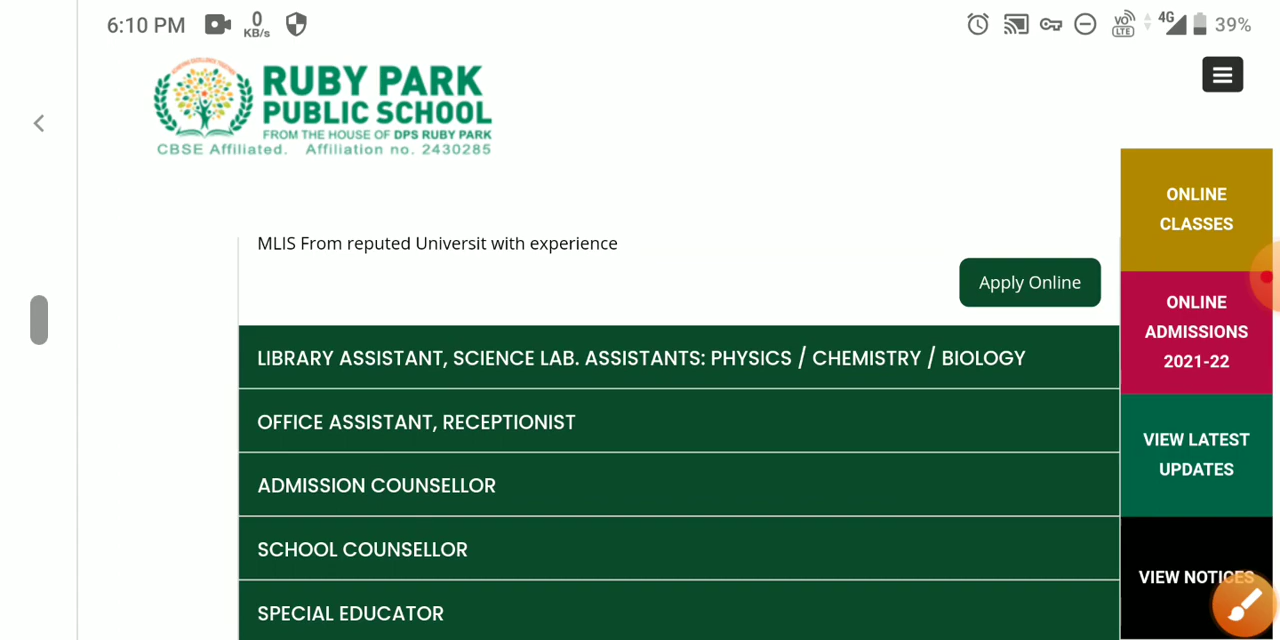 6:10 PM 0 KB/s VO LTE 4G 39%
RUBY PARK
PUBLIC SCHOOL
FROM THE HOUSE OF DPS RUBY PARK
CBSE Affiliated. Affiliation no. 2430285
ONLINE
CLASSES
MLIS From reputed Universit with experience
Apply Online
ONLINE
ADMISSIONS
2021-22
LIBRARY ASSISTANT, SCIENCE LAB. ASSISTANTS: PHYSICS / CHEMISTRY / BIOLOGY
OFFICE ASSISTANT, RECEPTIONIST
VIEW LATEST
UPDATES
ADMISSION COUNSELLOR
SCHOOL COUNSELLOR
VIEW NOTICES
SPECIAL EDUCATOR